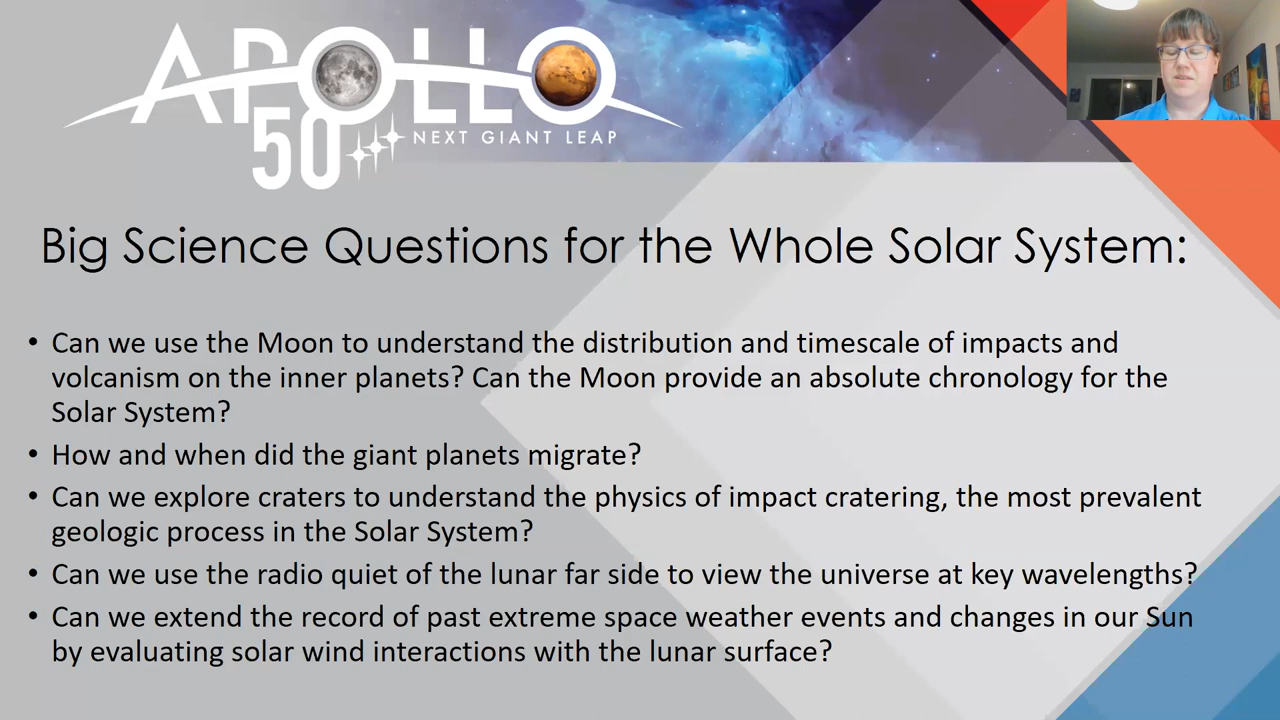 APOLLO
50 NEXT GIANT LEAP
Big Science Questions for the Whole Solar System:
• Can we use the Moon to understand the distribution and timescale of impacts and
volcanism on the inner planets? Can the Moon provide an absolute chronology for the
Solar System?
• How and when did the giant planets migrate?
• Can we explore craters to understand the physics of impact cratering, the most prevalent
geologic process in the Solar System?
• Can we use the radio quiet of the lunar far side to view the universe at key wavelengths?
• Can we extend the record of past extreme space weather events and changes in our Sun
by evaluating solar wind interactions with the lunar surface?